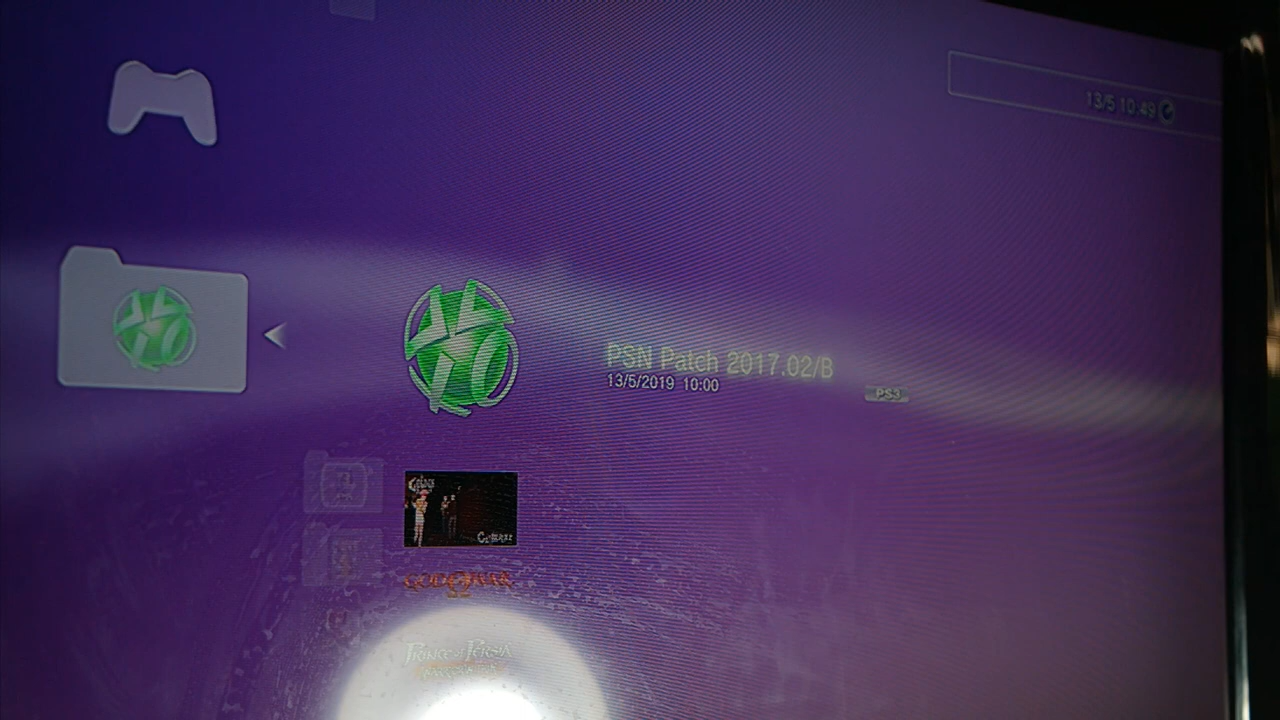 13/5 10.49
PSN Patch 2017.02/B
13/5/2019 10:00
PS3
GOD OF WAR
II
Prince of Persia